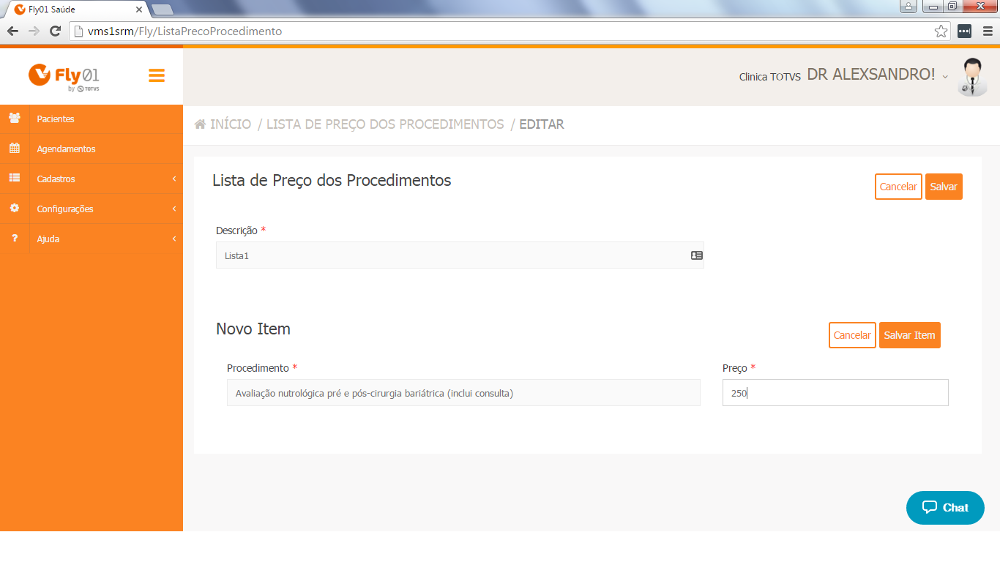 Fly01 Saúde
vms1srm/Fly/ListaPrecoProcedimento
Fly01
by TOTVS
Clinica TOTVS DR ALEXSANDRO!
Pacientes
Agendamentos
Cadastros
Configurações
? Ajuda
INÍCIO / LISTA DE PREÇO DOS PROCEDIMENTOS / EDITAR
Lista de Preço dos Procedimentos
Cancelar Salvar
Descrição *
Lista1
Novo Item
Cancelar Salvar Item
Procedimento * Preço *
Avaliação nutrológica pré e pós-cirurgia bariátrica (inclui consulta) 250
Chat